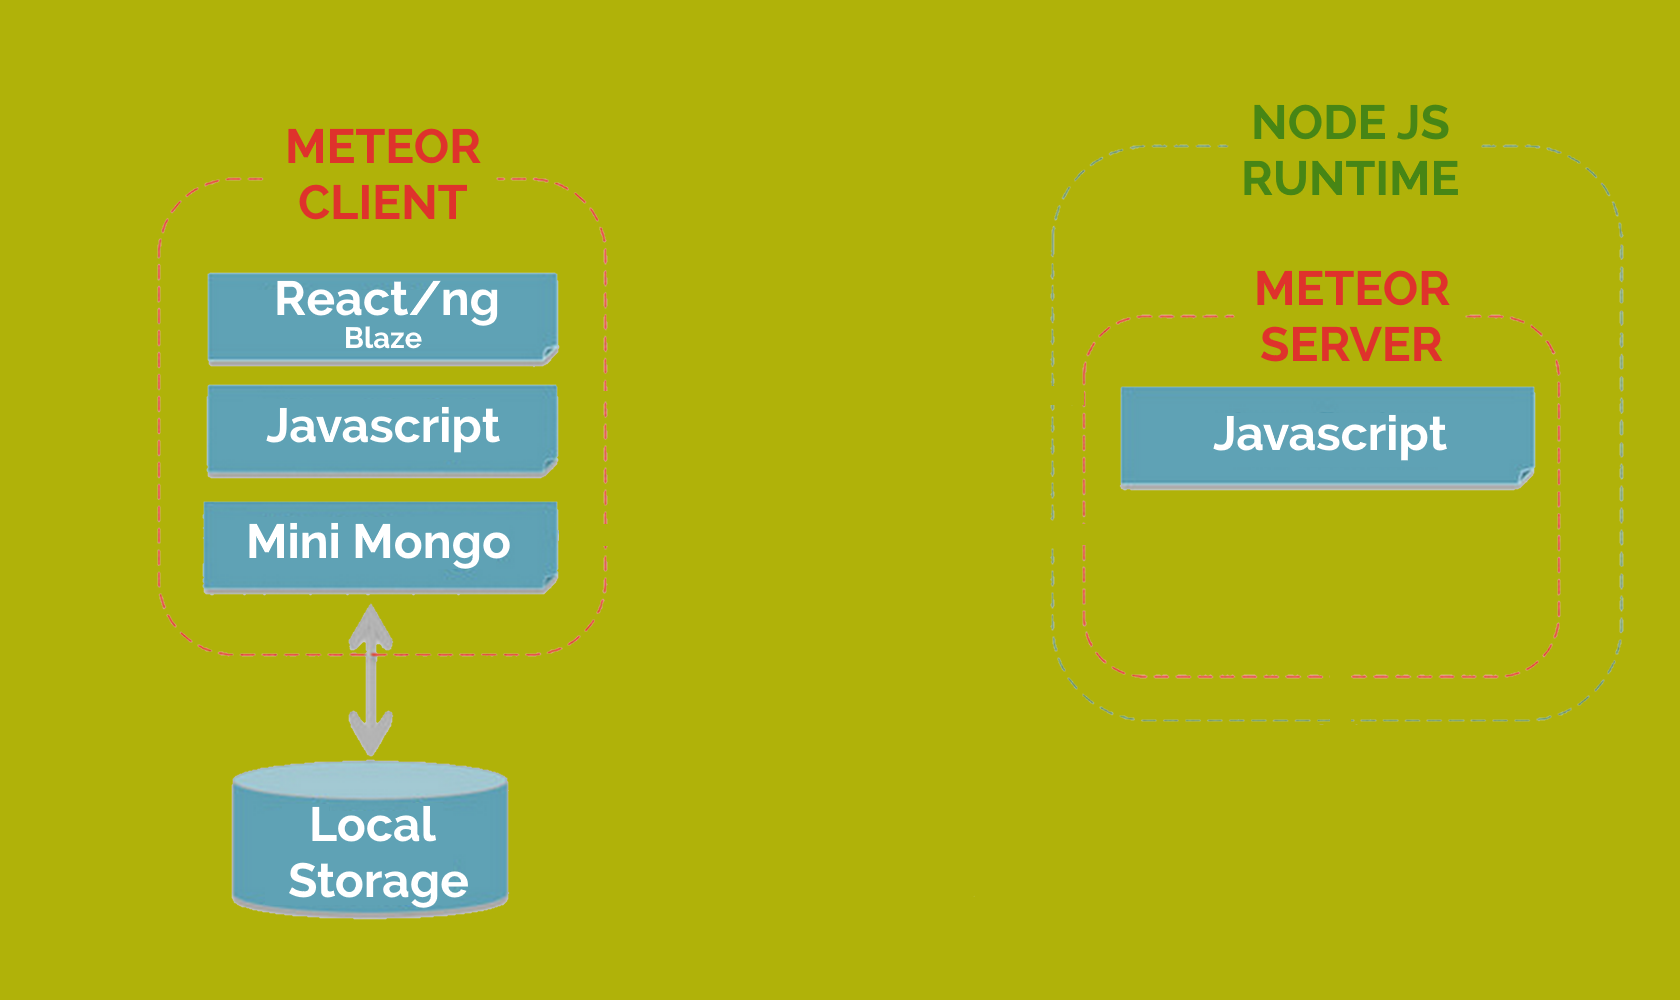 METEOR
CLIENT
React/ng
Blaze
Javascript
Mini Mongo
Local
Storage
NODE JS
RUNTIME
METEOR
SERVER
Javascript